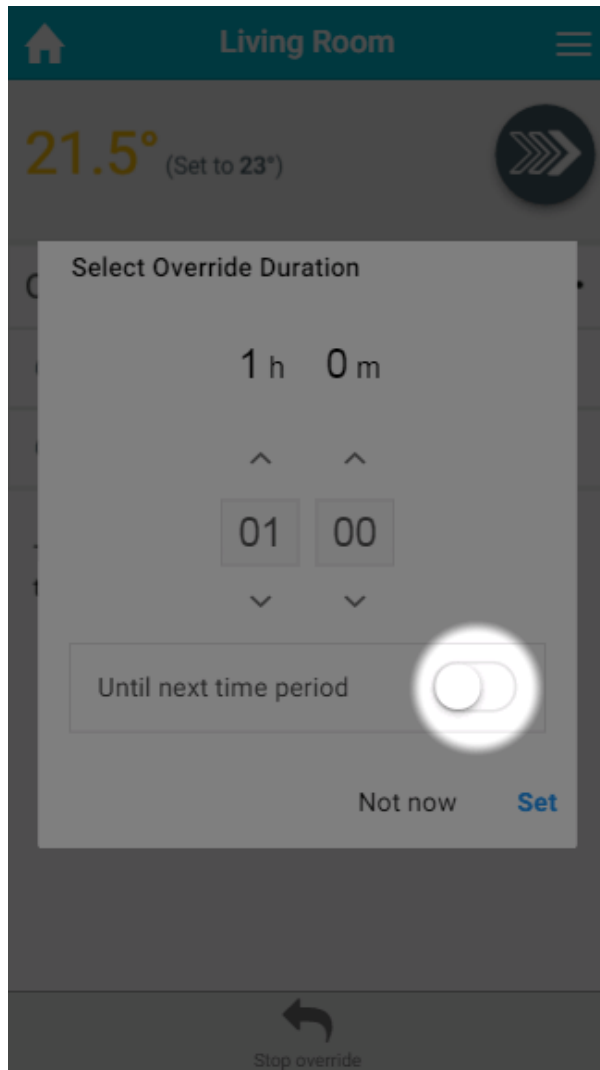 Living Room
21.5° (Set to 23°)
Select Override Duration
1 h 0 m
01 00
Until next time period
Not now Set
Stop override